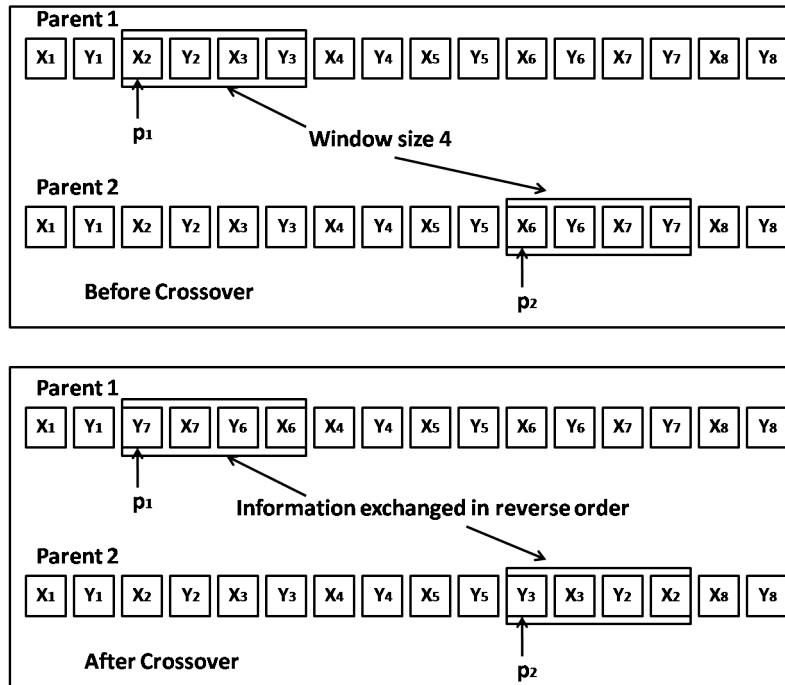 Parent 1
X1 Y1 X2 Y2 X3 Y3 X4 Y4 X5 Y5 X6 Y6 X7 Y7 X8 Y8
p1
Window size 4
Parent 2
X1 Y1 X2 Y2 X3 Y3 X4 Y4 X5 Y5 X6 Y6 X7 Y7 X8 Y8
Before Crossover
p2
Parent 1
X1 Y1 Y7 X7 Y6 X6 X4 Y4 X5 Y5 X6 Y6 X7 Y7 X8 Y8
p1
Information exchanged in reverse order
Parent 2
X1 Y1 X2 Y2 X3 Y3 X4 Y4 X5 Y5 Y3 X3 Y2 X2 X8 Y8
After Crossover
p2